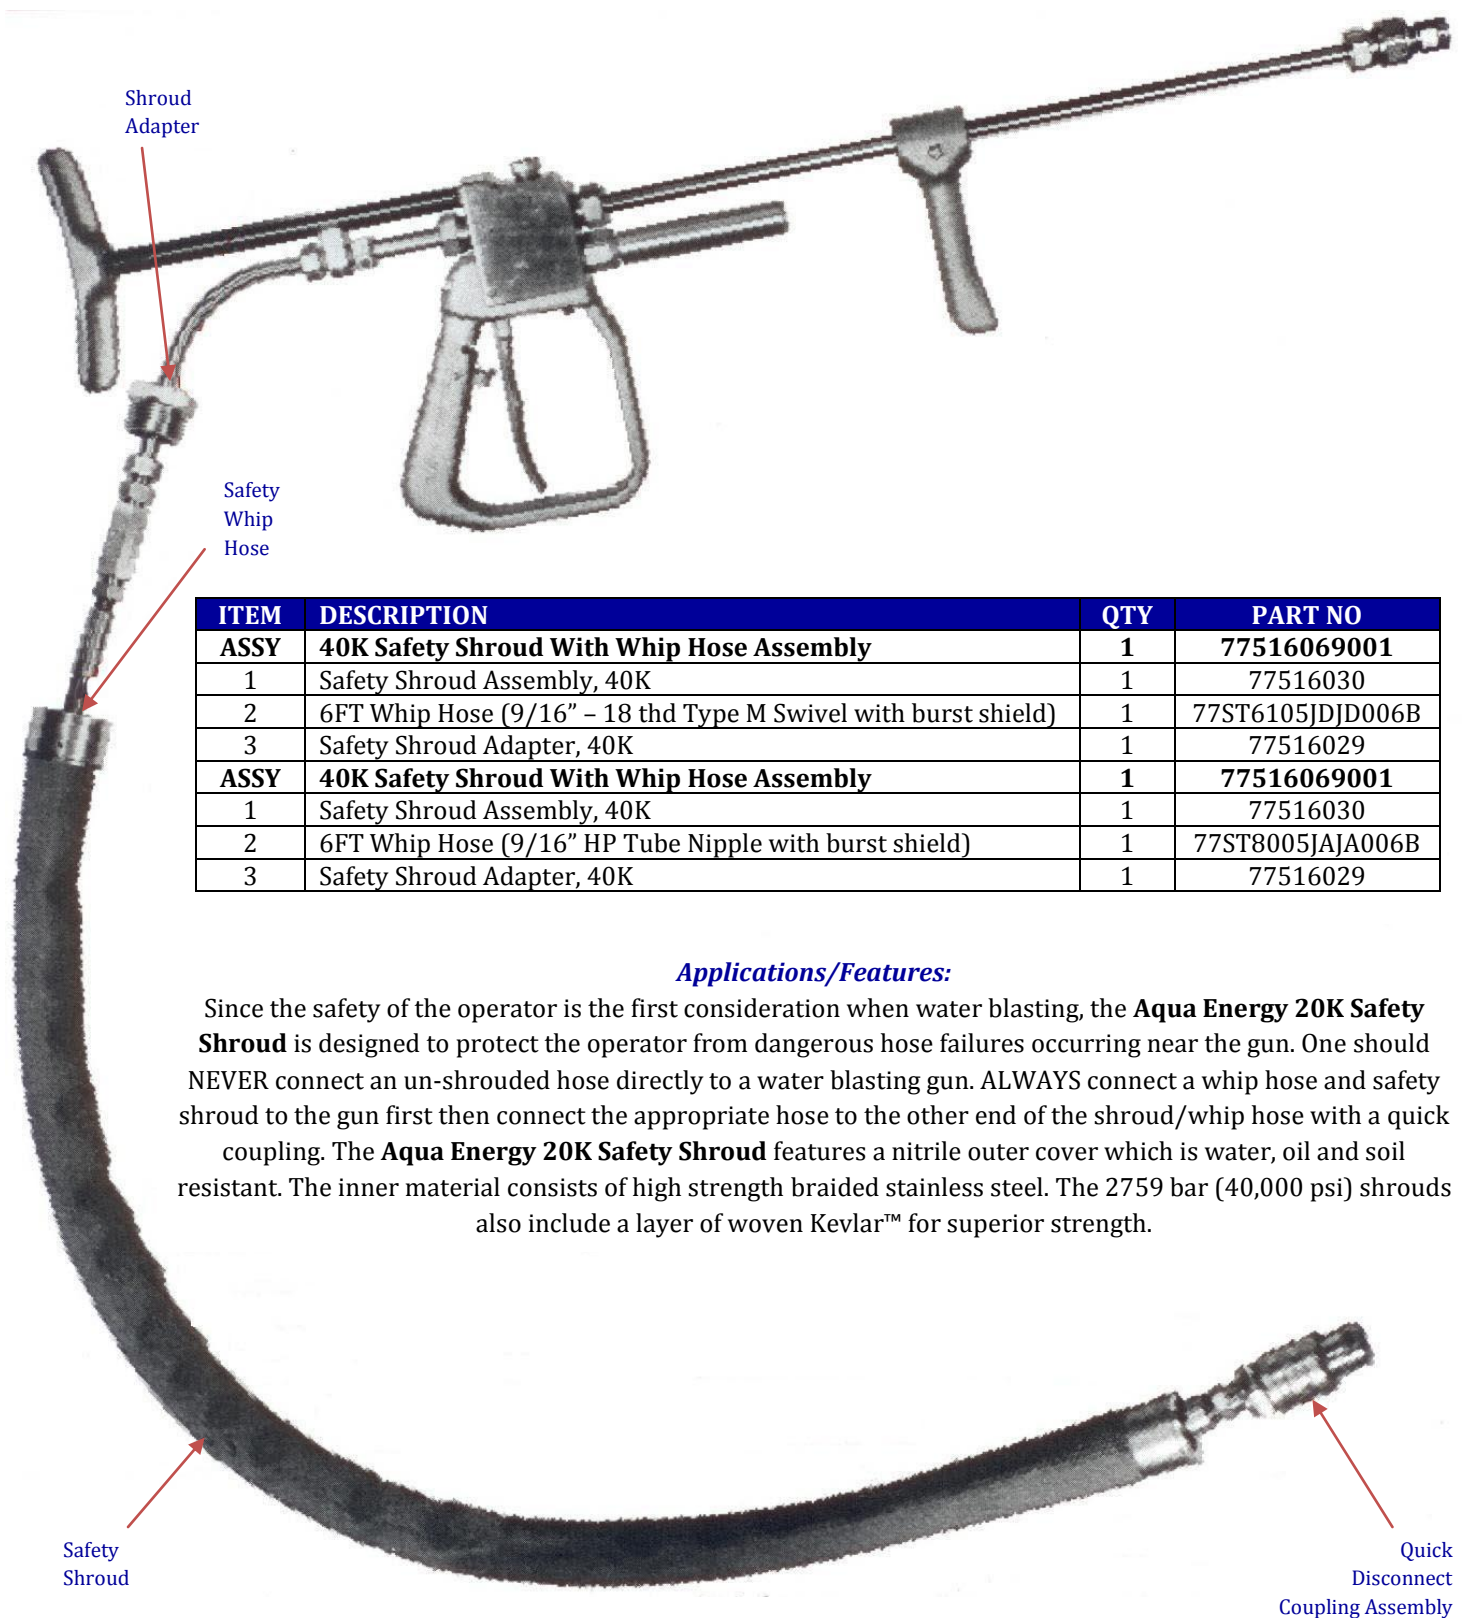 Shroud
Adapter
Safety
Whip
Hose
ITEM DESCRIPTION QTY PART NO
ASSY 40K Safety Shroud With Whip Hose Assembly 1 77516069001
1 Safety Shroud Assembly, 40K 1 77516030
2 6FT Whip Hose (9/16” – 18 thd Type M Swivel with burst shield) 1 77ST6105JDJD006B
3 Safety Shroud Adapter, 40K 1 77516029
ASSY 40K Safety Shroud With Whip Hose Assembly 1 77516069001
1 Safety Shroud Assembly, 40K 1 77516030
2 6FT Whip Hose (9/16” HP Tube Nipple with burst shield) 1 77ST8005JAJA006B
3 Safety Shroud Adapter, 40K 1 77516029
Applications/Features:
Since the safety of the operator is the first consideration when water blasting, the Aqua Energy 20K Safety
Shroud is designed to protect the operator from dangerous hose failures occurring near the gun. One should
NEVER connect an un-shrouded hose directly to a water blasting gun. ALWAYS connect a whip hose and safety
shroud to the gun first then connect the appropriate hose to the other end of the shroud/whip hose with a quick
coupling. The Aqua Energy 20K Safety Shroud features a nitrile outer cover which is water, oil and soil
resistant. The inner material consists of high strength braided stainless steel. The 2759 bar (40,000 psi) shrouds
also include a layer of woven Kevlar™ for superior strength.
Safety
Shroud
Quick
Disconnect
Coupling Assembly